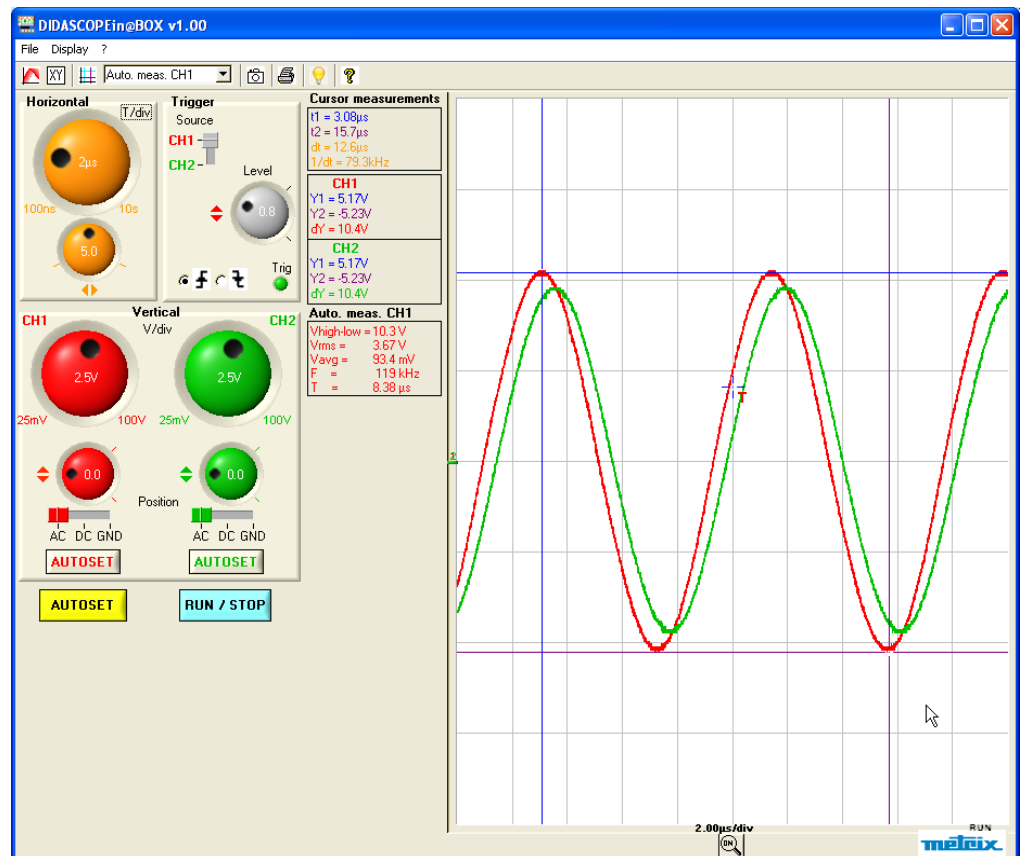 DIDASCOPEin@BOX v1.00
File Display ?
XY Auto. meas. CH1 ?
Horizontal
T/div
2µs
100ns 10s
5.0
Trigger
Source
CH1
CH2
Level
0.8
Trig
Cursor measurements
t1 = 3.08µs
t2 = 15.7µs
dt = 12.6µs
1/dt = 79.3kHz
CH1
Y1 = 5.17V
Y2 = -5.23V
dY = 10.4V
CH2
Y1 = 5.17V
Y2 = -5.23V
dY = 10.4V
Vertical
CH1 V/div CH2
2.5V 2.5V
25mV 100V 25mV 100V
0.0 0.0
Position
AC DC GND AC DC GND
AUTOSET AUTOSET
AUTOSET RUN / STOP
Auto. meas. CH1
Vhigh-low = 10.3 V
Vrms = 3.67 V
Vavg = 93.4 mV
F = 119 kHz
T = 8.38 µs
T
2
2.00µs/div
RUN
ON
metrix